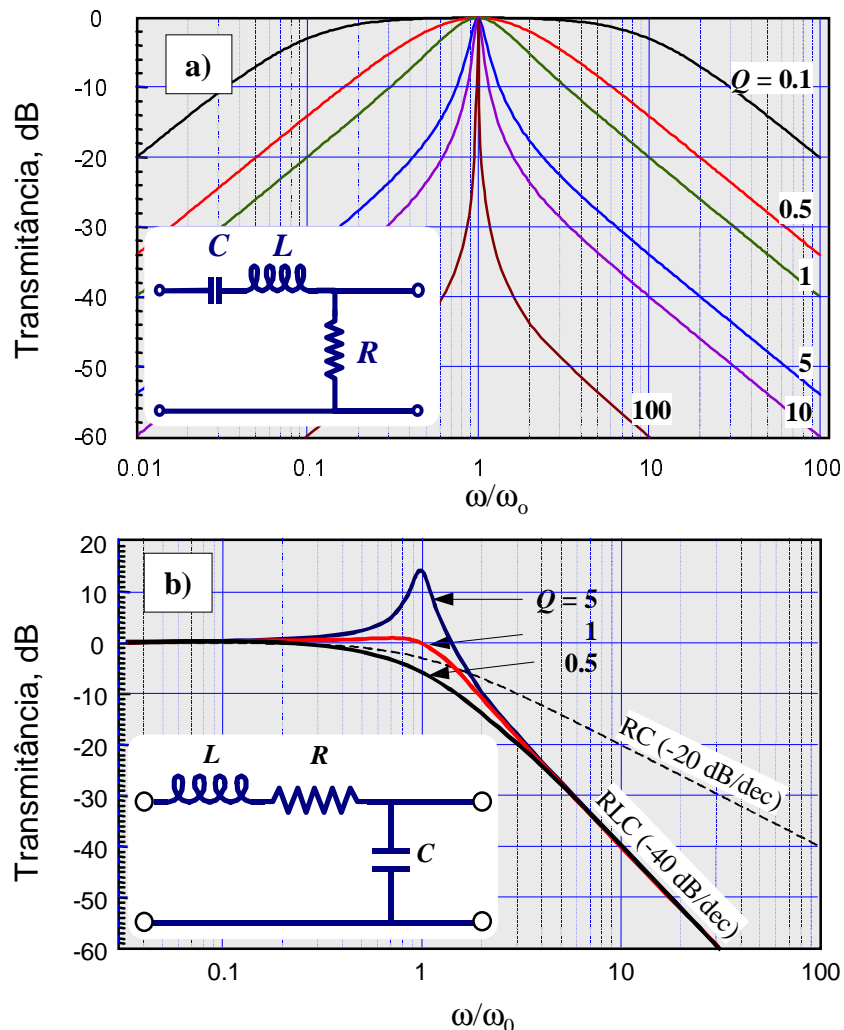 a)
Transmitância, dB
0
-10
-20
-30
-40
-50
-60
Q = 0.1
0.5
1
5
10
100
C
L
R
0.01
0.1
1
10
100
ω/ωo
b)
Transmitância, dB
20
10
0
-10
-20
-30
-40
-50
-60
Q = 5
1
0.5
RC (-20 dB/dec)
RLC (-40 dB/dec)
L
R
C
0.1
1
10
100
ω/ω0